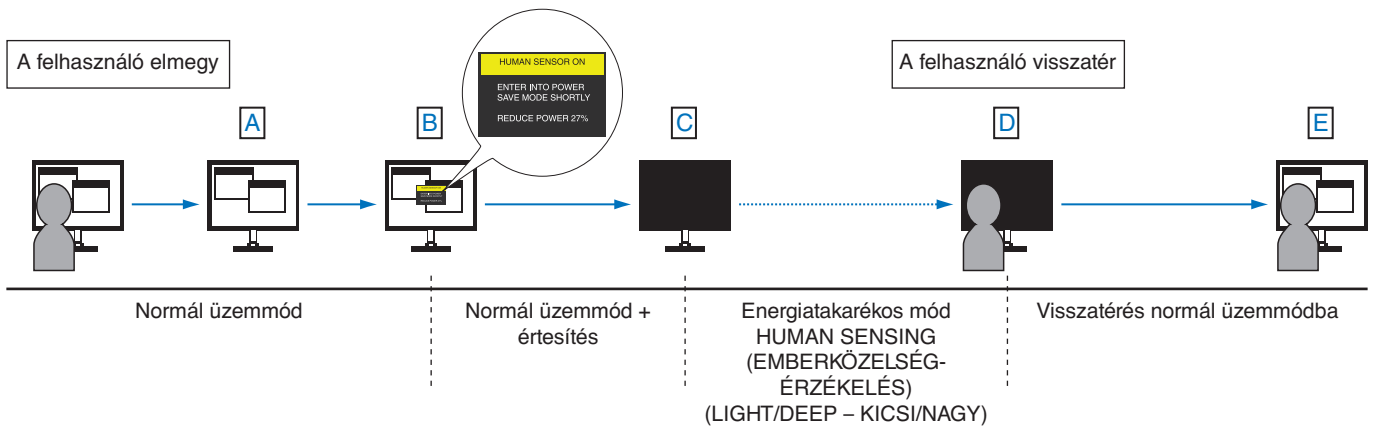 A felhasználó elmegy
A felhasználó visszatér
HUMAN SENSOR ON
ENTER INTO POWER
SAVE MODE SHORTLY
REDUCE POWER 27%
A
B
C
D
E
Normál üzemmód
Normál üzemmód +
értesítés
Energiatakarékos mód
HUMAN SENSING
(EMBERKÖZELSÉG-
ÉRZÉKELÉS)
(LIGHT/DEEP – KICSI/NAGY)
Visszatérés normál üzemmódba